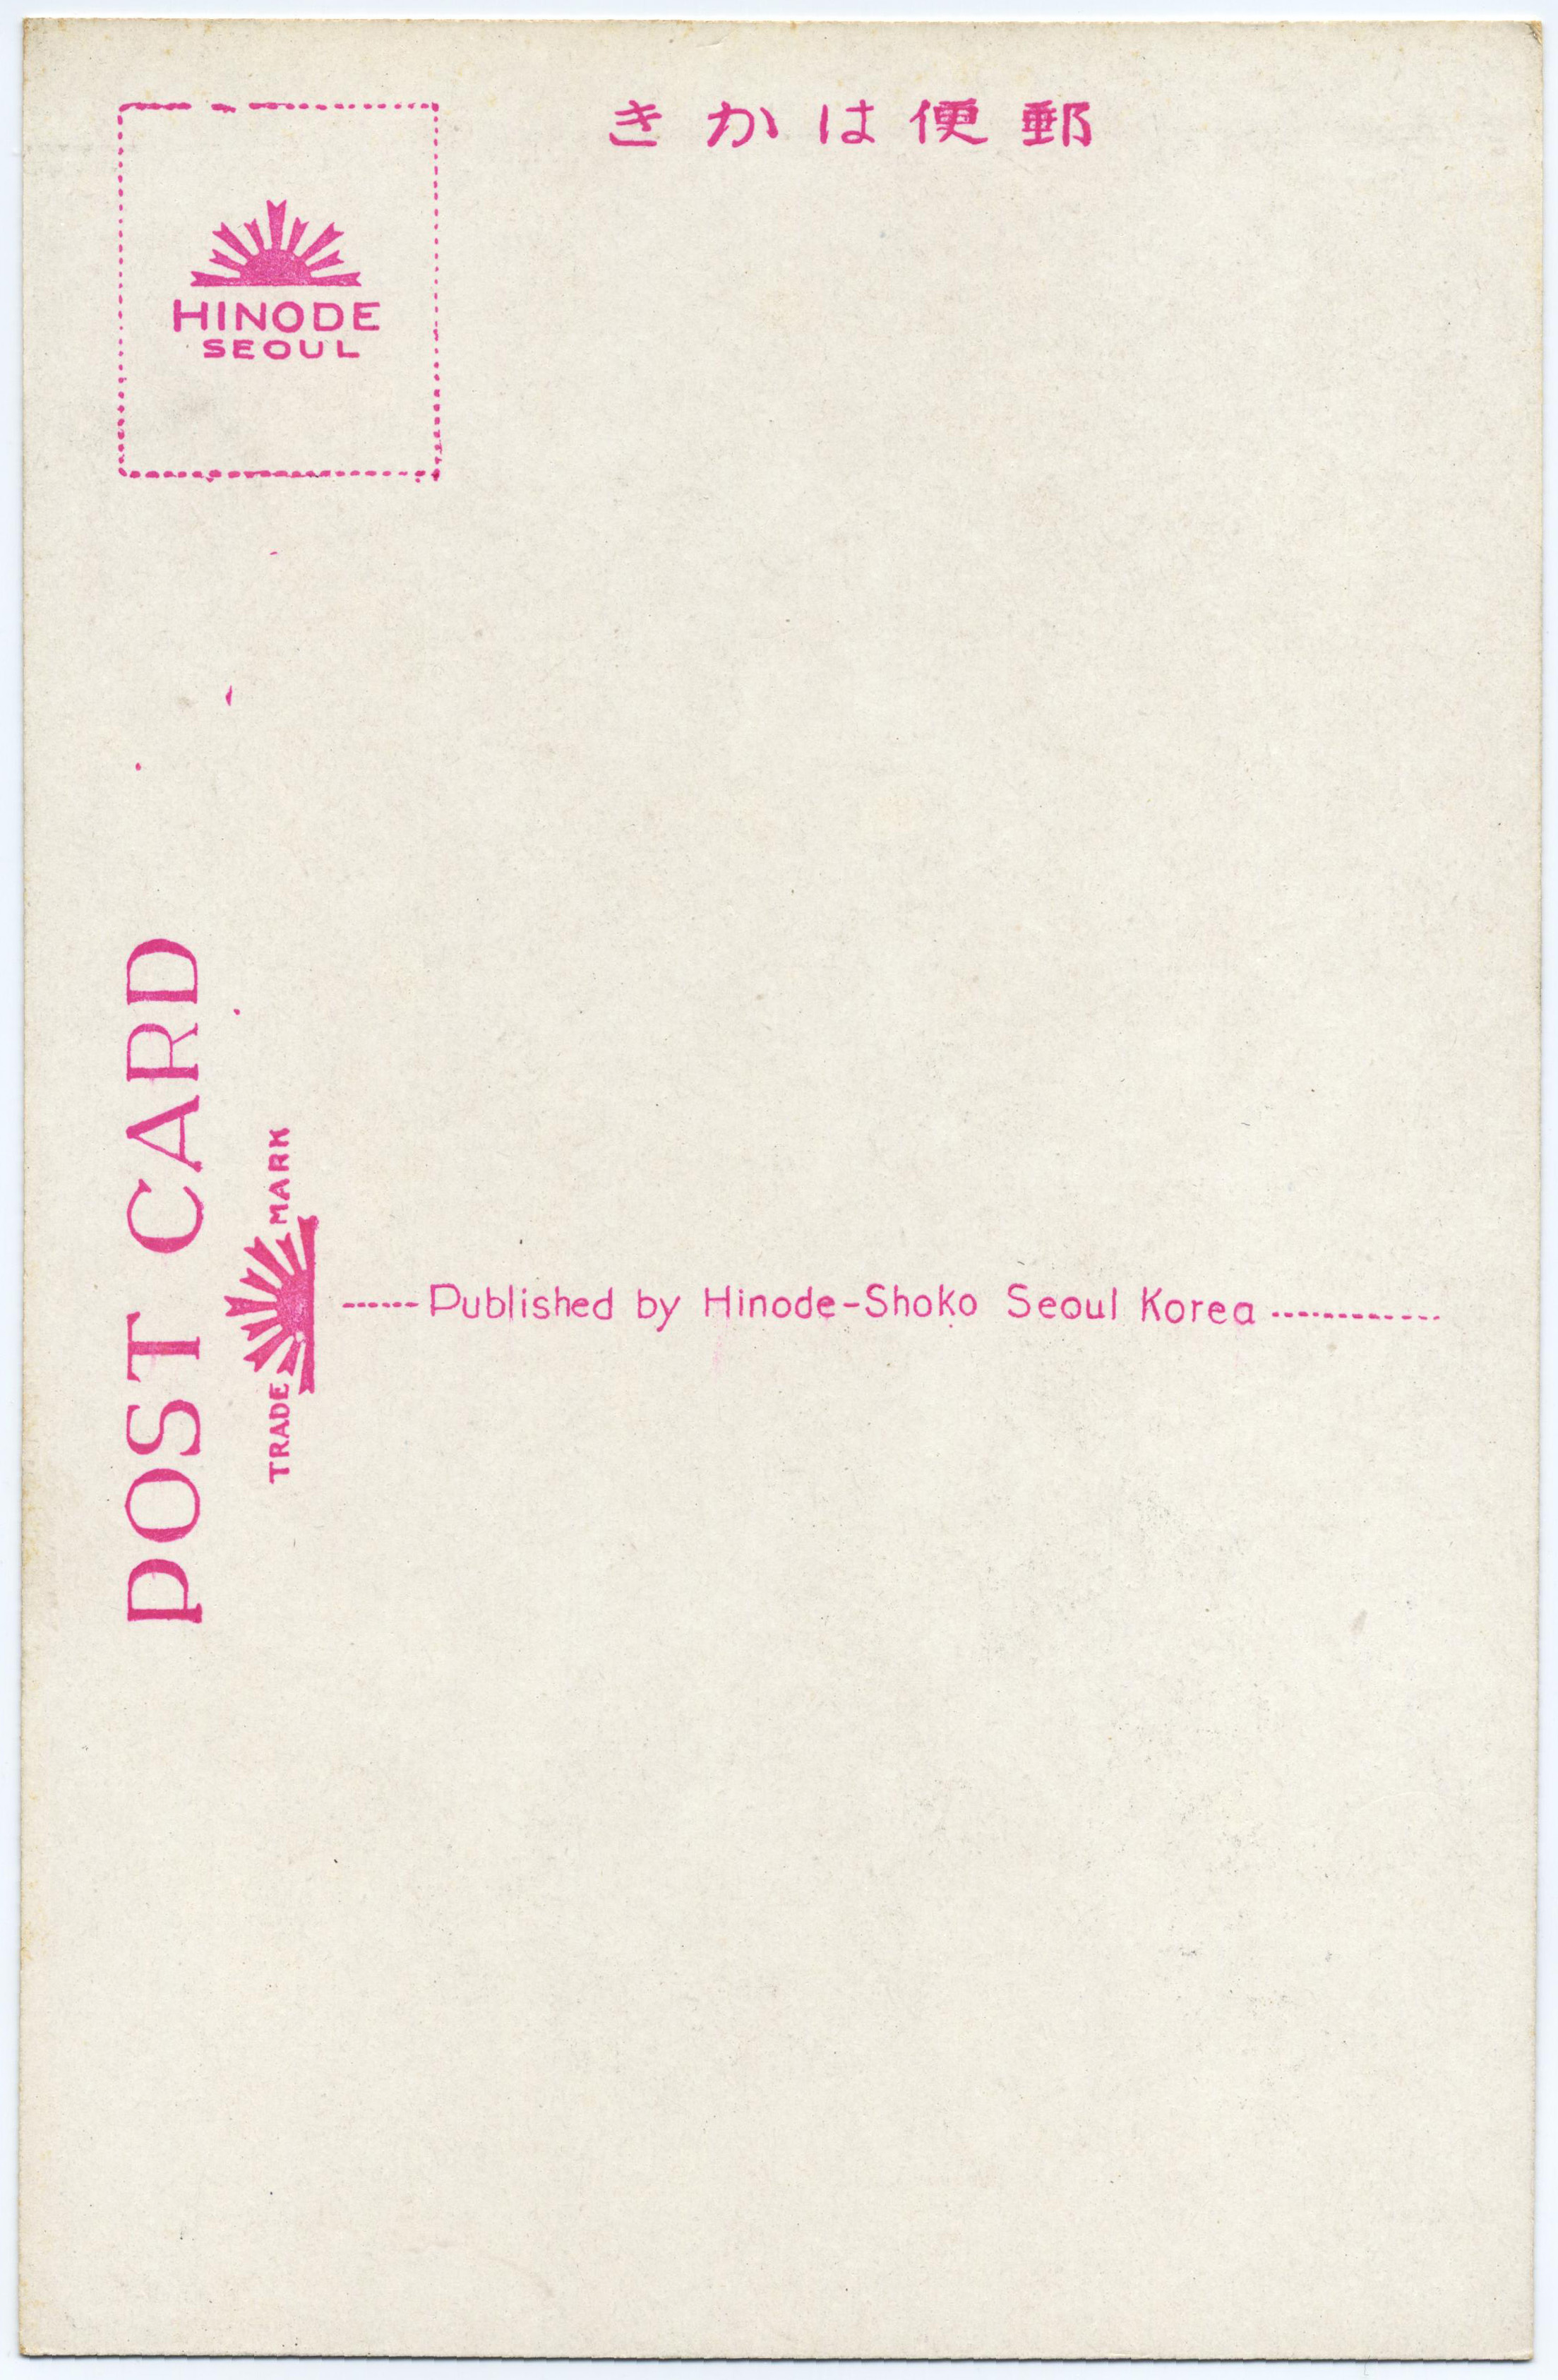 郵便はかき
HINODE
SEOUL
POST CARD
TRADE MARK
Published by Hinode-Shoko Seoul Korea